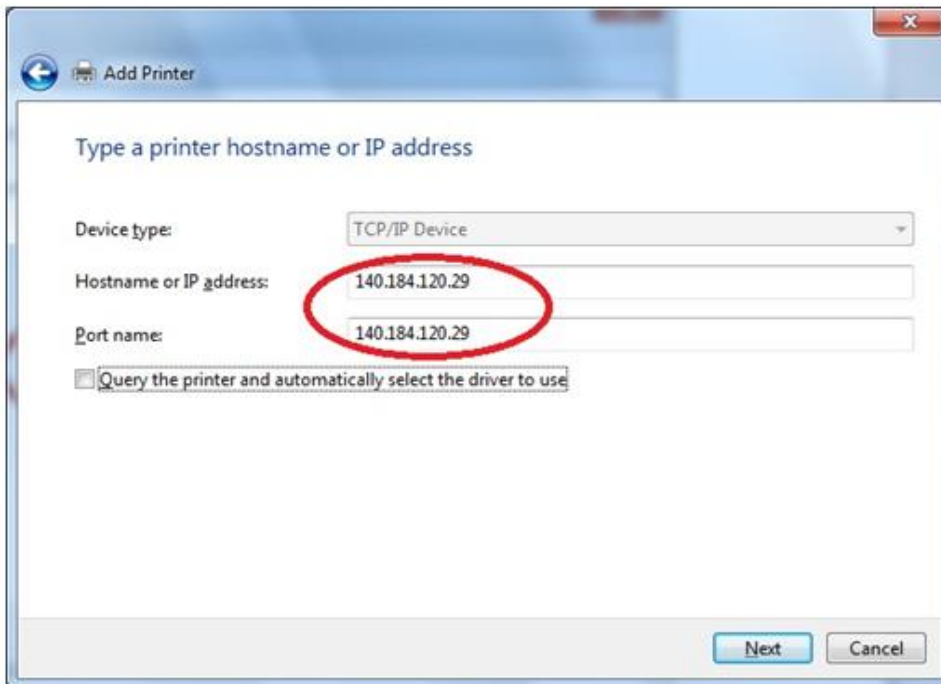 Add Printer
Type a printer hostname or IP address
Device type: TCP/IP Device
Hostname or IP address: 140.184.120.29
Port name: 140.184.120.29
Query the printer and automatically select the driver to use
Next Cancel